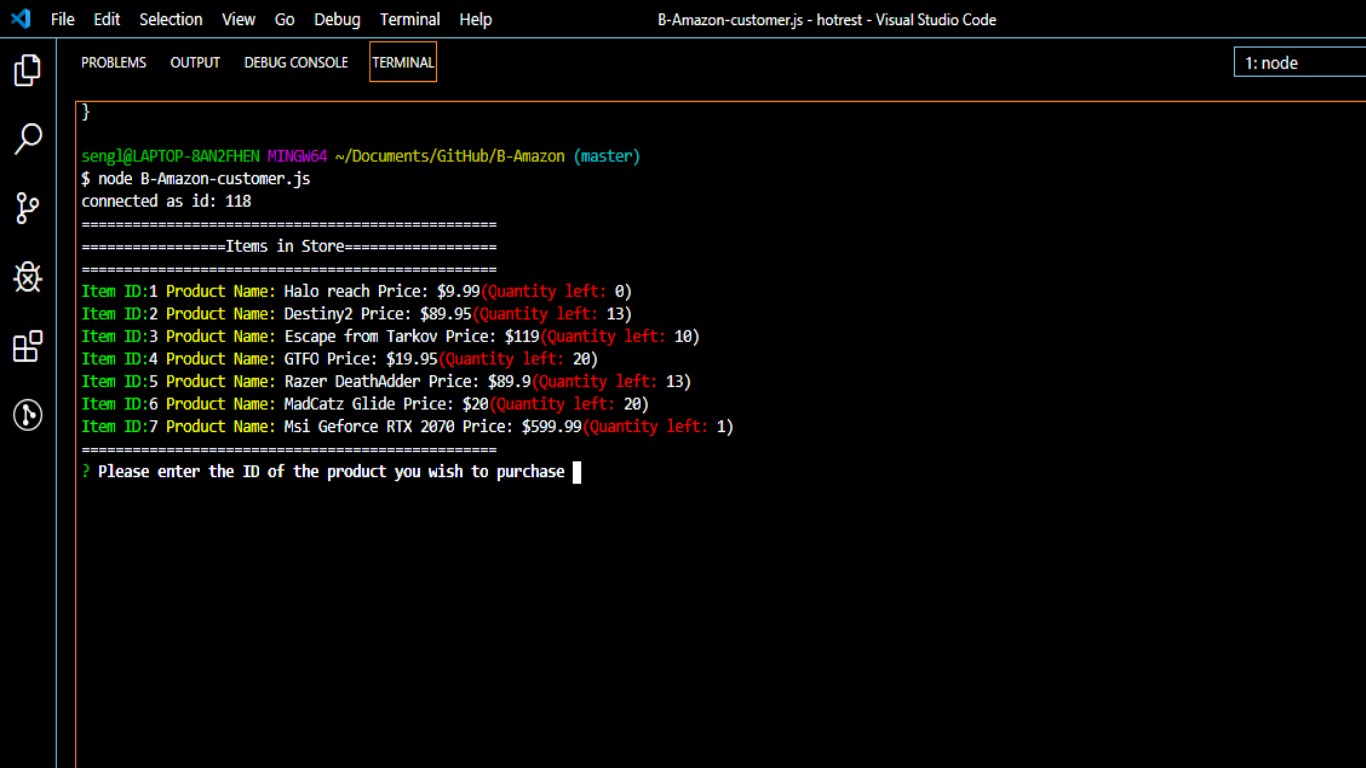 File Edit Selection View Go Debug Terminal Help B-Amazon-customer.js - hotrest - Visual Studio Code
PROBLEMS OUTPUT DEBUG CONSOLE TERMINAL 1: node
}
sengl@LAPTOP-8AN2FHEN MINGW64 ~/Documents/GitHub/B-Amazon (master)
$ node B-Amazon-customer.js
connected as id: 118
=================================================
=================Items in Store==================
=================================================
Item ID:1 Product Name: Halo reach Price: $9.99(Quantity left: 0)
Item ID:2 Product Name: Destiny2 Price: $89.95(Quantity left: 13)
Item ID:3 Product Name: Escape from Tarkov Price: $119(Quantity left: 10)
Item ID:4 Product Name: GTFO Price: $19.95(Quantity left: 20)
Item ID:5 Product Name: Razer DeathAdder Price: $89.9(Quantity left: 13)
Item ID:6 Product Name: MadCatz Glide Price: $20(Quantity left: 20)
Item ID:7 Product Name: Msi Geforce RTX 2070 Price: $599.99(Quantity left: 1)
=================================================
? Please enter the ID of the product you wish to purchase